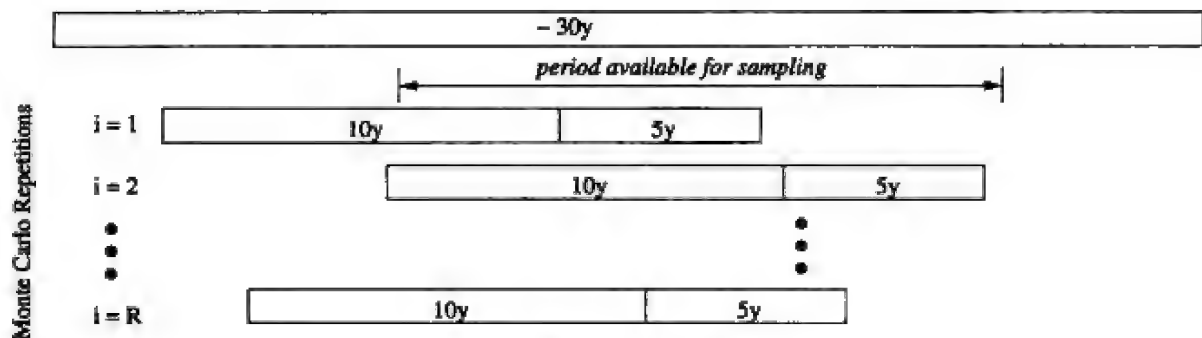 ~ 30y
period available for sampling
Monte Carlo Repetitions
i = 1
10y
5y
i = 2
10y
5y
i = R
10y
5y